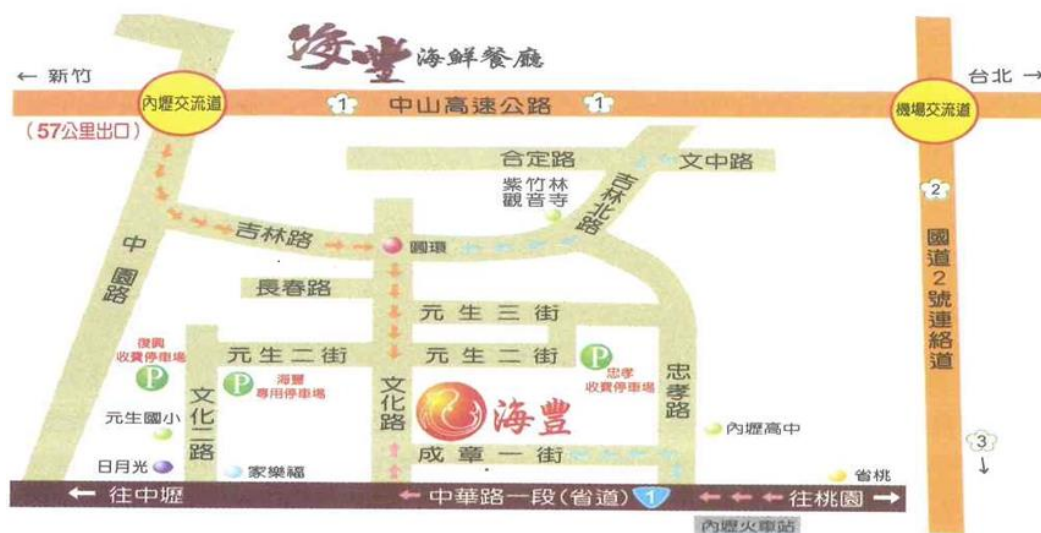 海豐海鮮餐廳
← 新竹
台北 →
內壢交流道
1
中山高速公路
1
機場交流道
(57公里出口)
合定路
文中路
紫竹林
觀音寺
吉林北路
2
中園路
吉林路
圓環
國道2號連絡道
長春路
元生三街
復興
收費停車場
P
元生二街
元生二街
P
忠孝
收費停車場
P
海豐
專用停車場
文化二路
文化路
海豐
忠孝路
元生國小
內壢高中
3
↓
成章一街
日月光
家樂福
省桃
← 往中壢
← 中華路一段(省道) 1
← ← ← 往桃園 →
內壢火車站